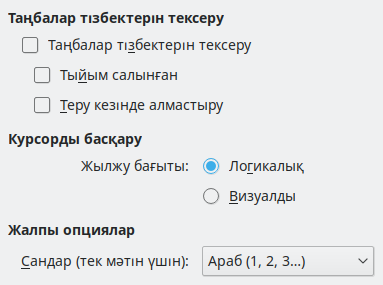 Таңбалар тізбектерін тексеру
Таңбалар тізбектерін тексеру
Тыйым салынған
Теру кезінде алмастыру
Курсорды басқару
Жылжу бағыты: Логикалық
Визуалды
Жалпы опциялар
Сандар (тек мәтін үшін): Араб (1, 2, 3...)